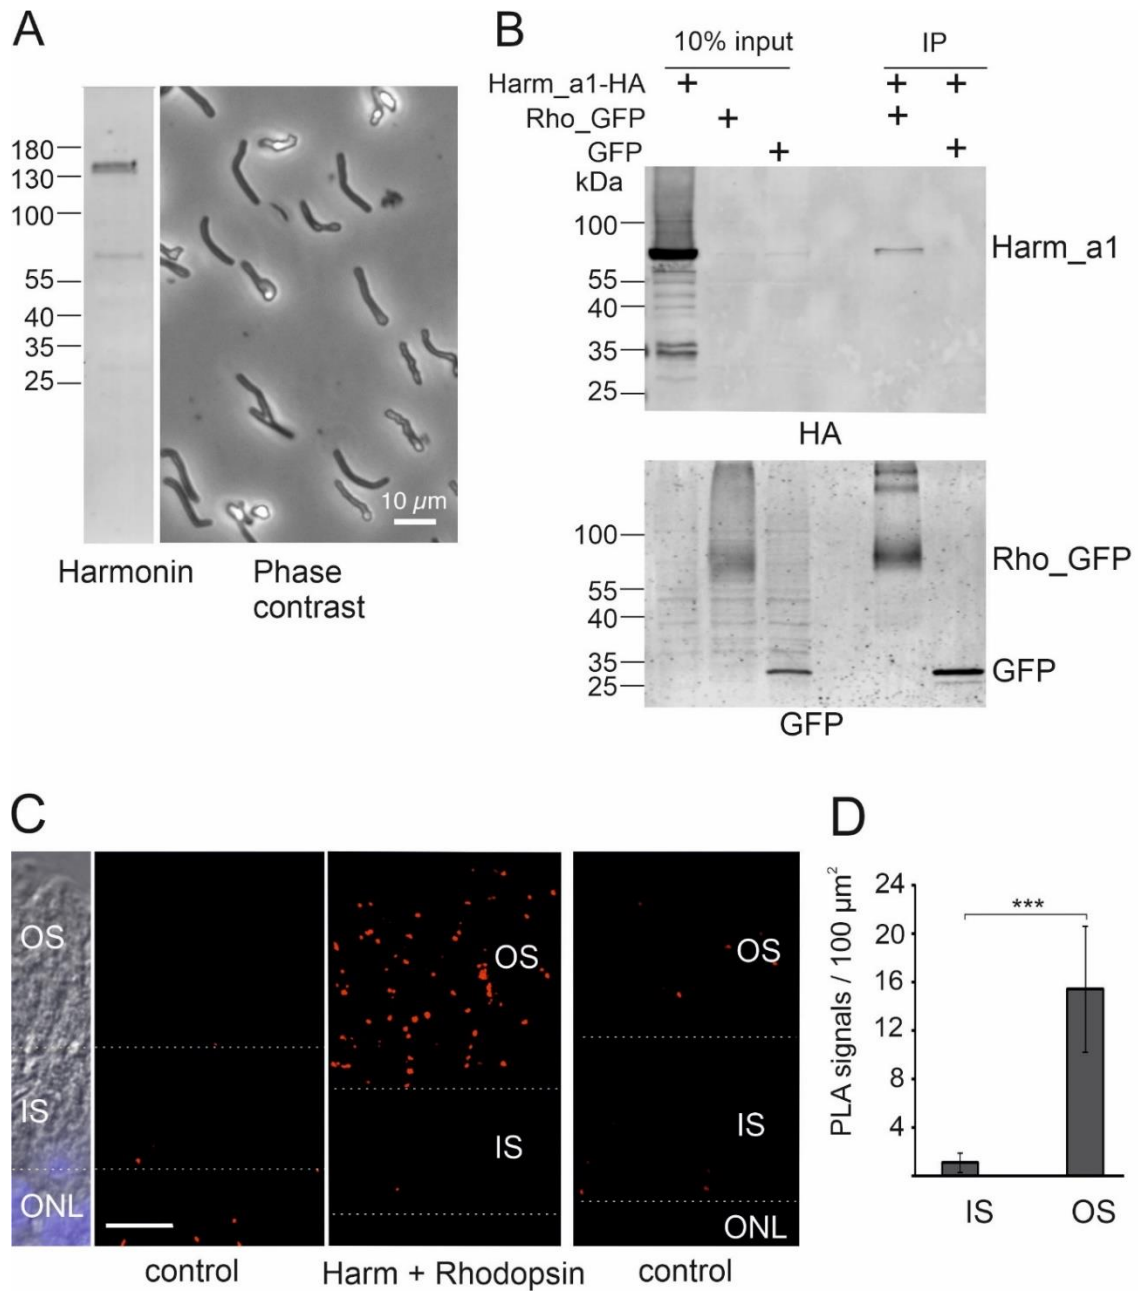 A
180
130
100
55
40
35
25
10 µm
Harmonin
Phase
contrast
B
10% input
IP
Harm_a1-HA + + +
Rho_GFP + +
GFP + +
kDa
100
55
40
35
25
Harm_a1
HA
100
55
40
35
25
Rho_GFP
GFP
GFP
C
OS
IS
ONL
OS
IS
OS
IS
ONL
control
Harm + Rhodopsin
control
D
PLA signals / 100 µm²
24
20
16
12
8
4
***
IS
OS